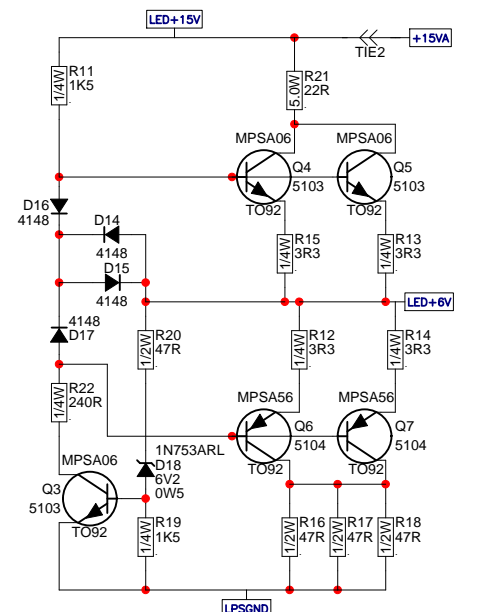 LED+15V
+15VA
TIE2
R11
1K5
1/4W
R21
22R
5.0W
MPSA06
MPSA06
Q4
5103
TO92
Q5
5103
TO92
D16
4148
D14
4148
D15
4148
R15
3R3
1/4W
R13
3R3
1/4W
LED+6V
4148
D17
R20
47R
1/2W
R12
3R3
1/4W
R14
3R3
1/4W
R22
240R
1/4W
MPSA56
MPSA56
Q6
5104
TO92
Q7
5104
TO92
MPSA06
Q3
5103
TO92
1N753ARL
D18
6V2
0W5
R19
1K5
1/4W
R16
47R
1/2W
R17
47R
1/2W
R18
47R
1/2W
LPSGND